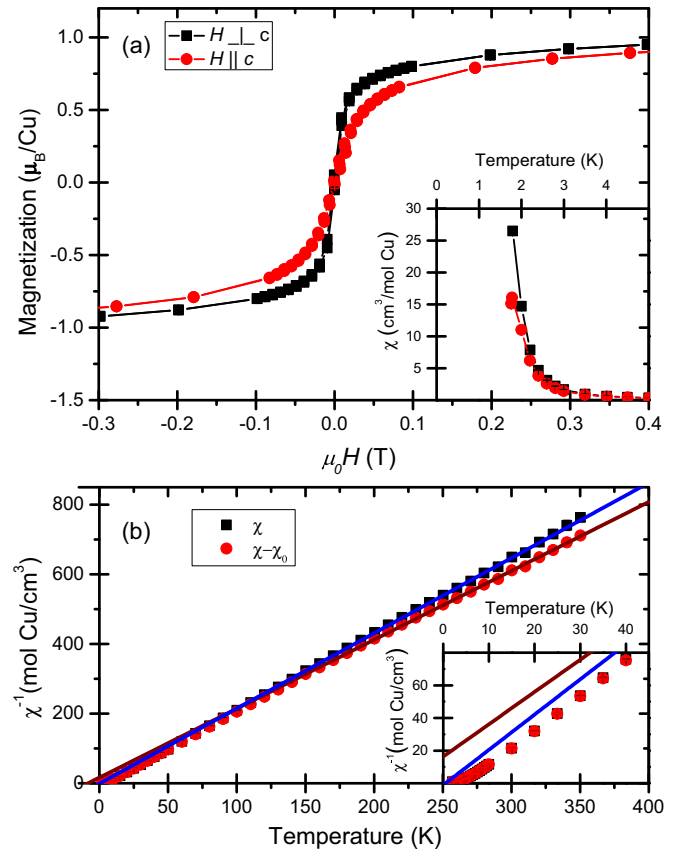 (a)
H _|_ c
H || c
1.0
0.5
0.0
-0.5
-1.0
-1.5
Magnetization (μB/Cu)
Temperature (K)
0 1 2 3 4
30
25
20
15
10
5
χ (cm³/mol Cu)
-0.3 -0.2 -0.1 0.0 0.1 0.2 0.3 0.4
μ₀H (T)
(b)
χ
χ−χ₀
800
600
400
200
0
χ⁻¹(mol Cu/cm³)
Temperature (K)
0 10 20 30 40
60
40
20
χ⁻¹(mol Cu/cm³)
0 50 100 150 200 250 300 350 400
Temperature (K)